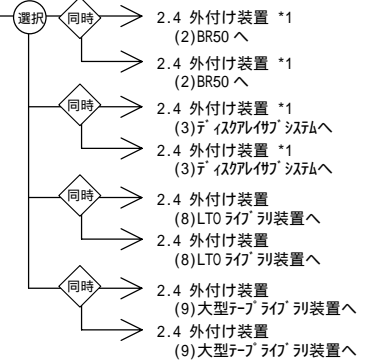 選択 同時 2.4 外付け装置 *1
(2)BR50 へ
2.4 外付け装置 *1
(2)BR50 へ
同時 2.4 外付け装置 *1
(3)ディスクアレイサブシステムへ
2.4 外付け装置 *1
(3)ディスクアレイサブシステムへ
同時 2.4 外付け装置
(8)LTO ライブラリ装置へ
2.4 外付け装置
(8)LTO ライブラリ装置へ
同時 2.4 外付け装置
(9)大型テープライブラリ装置へ
2.4 外付け装置
(9)大型テープライブラリ装置へ